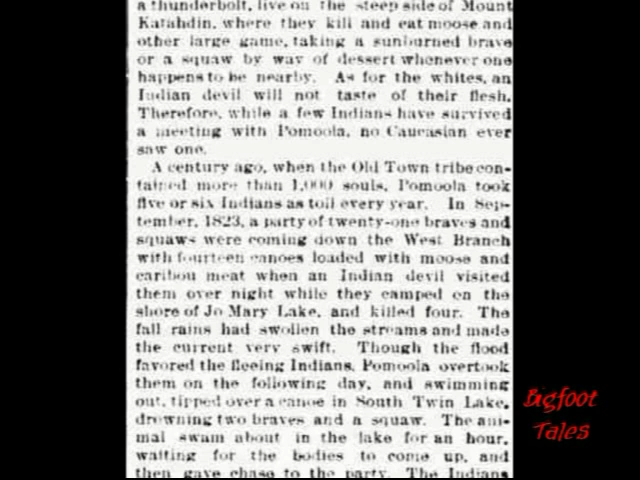 a thunderbolt, live on the steep side of Mount
Katahdin, where they kill and eat moose and
other large game, taking a sunburned brave
or a squaw by way of dessert whenever one
happens to be nearby. As for the whites, an
Indian devil will not taste of their flesh.
Therefore, while a few Indians have survived
a meeting with Pomoola, no Caucasian ever
saw one.
A century ago, when the Old Town tribe con-
tained more than 1,000 souls, Pomoola took
five or six Indians as toll every year. In Sep-
tember, 1823, a party of twenty-one braves and
squaws were coming down the West Branch
with fourteen canoes loaded with moose and
caribou meat when an Indian devil visited
them over night while they camped on the
shore of Jo Mary Lake, and killed four. The
fall rains had swollen the streams and made
the current very swift. Though the flood
favored the fleeing Indians, Pomoola overtook
them on the following day, and swimming
out, tipped over a canoe in South Twin Lake,
drowning two braves and a squaw. The ani-
mal swam about in the lake for an hour,
waiting for the bodies to come up, and
then gave chase to the party. The Indians
Bigfoot
Tales